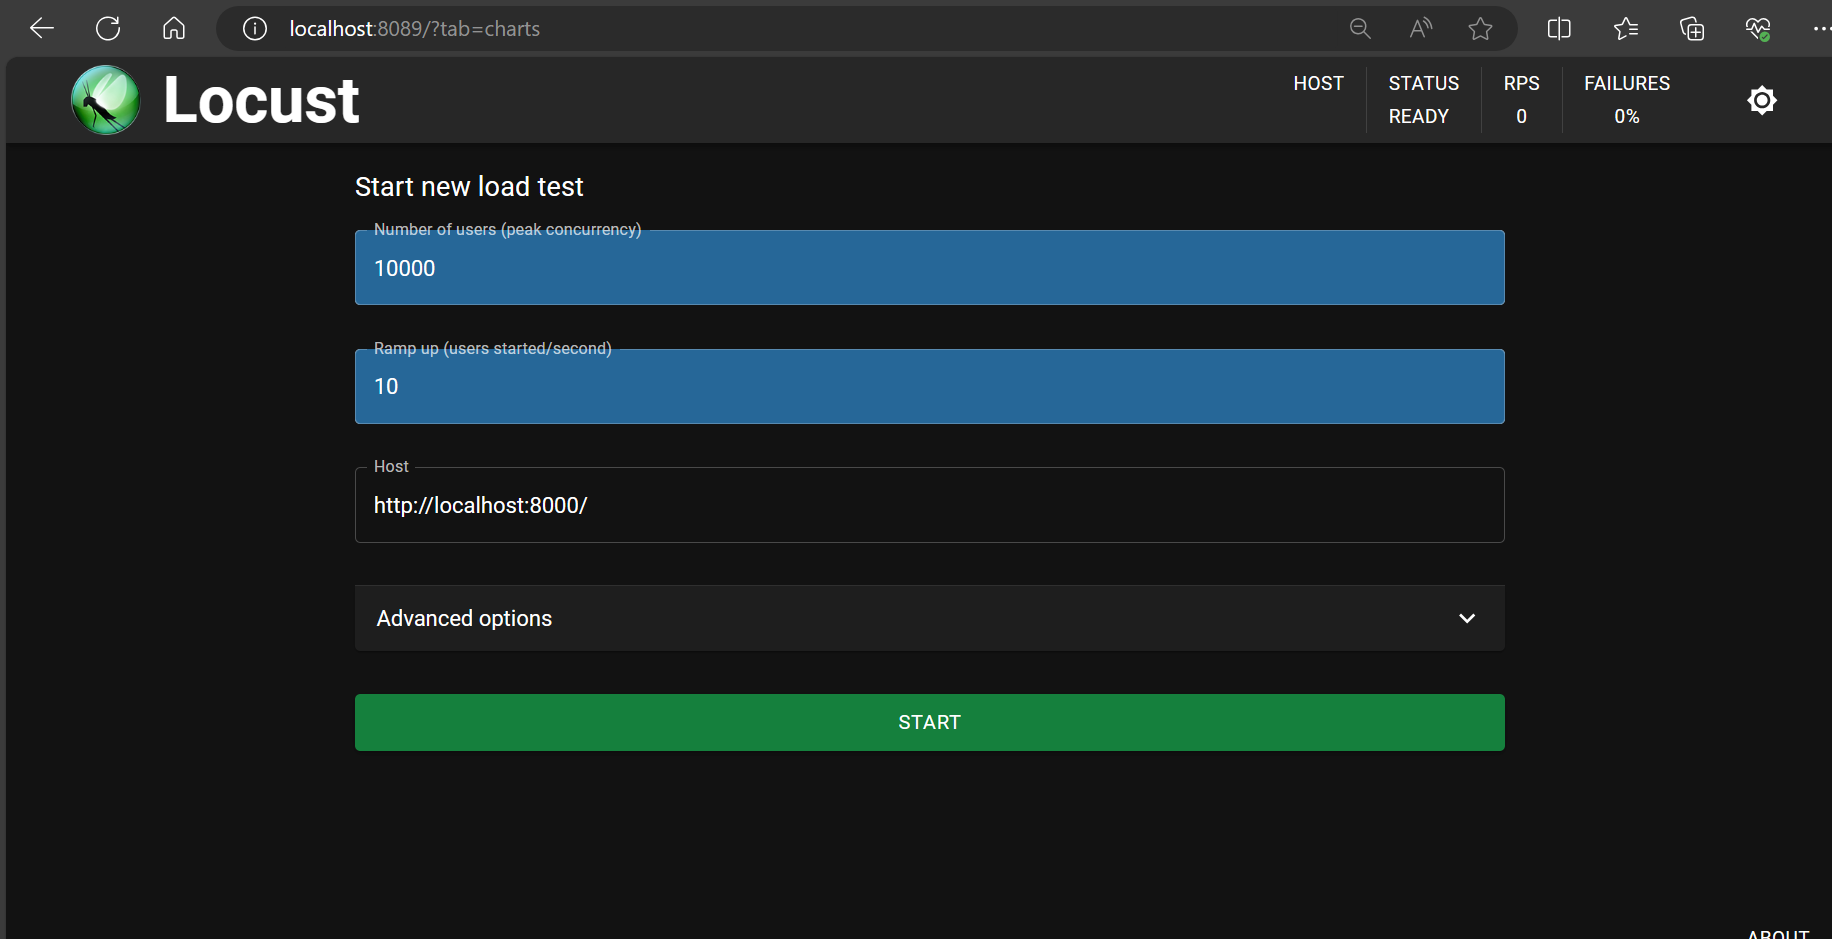 localhost:8089/?tab=charts
Locust
HOST
STATUS
READY
RPS
0
FAILURES
0%
Start new load test
Number of users (peak concurrency)
10000
Ramp up (users started/second)
10
Host
http://localhost:8000/
Advanced options
START
ABOUT